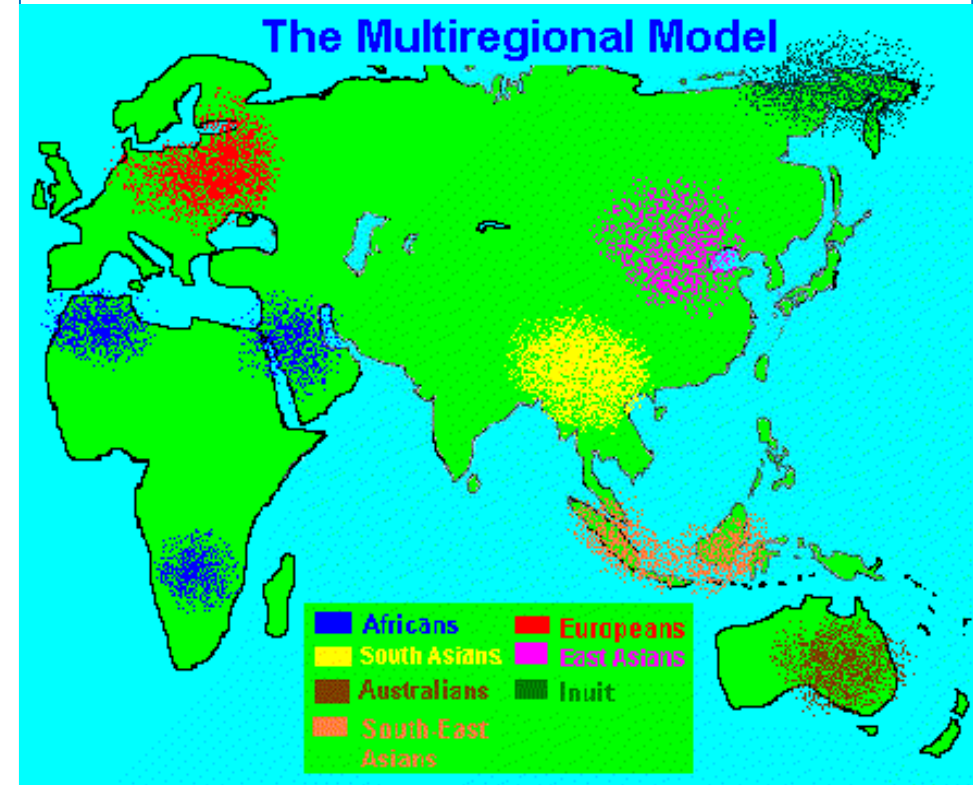 The Multiregional Model
Africans
Europeans
South Asians
East Asians
Australians
Inuit
South-East
Asians